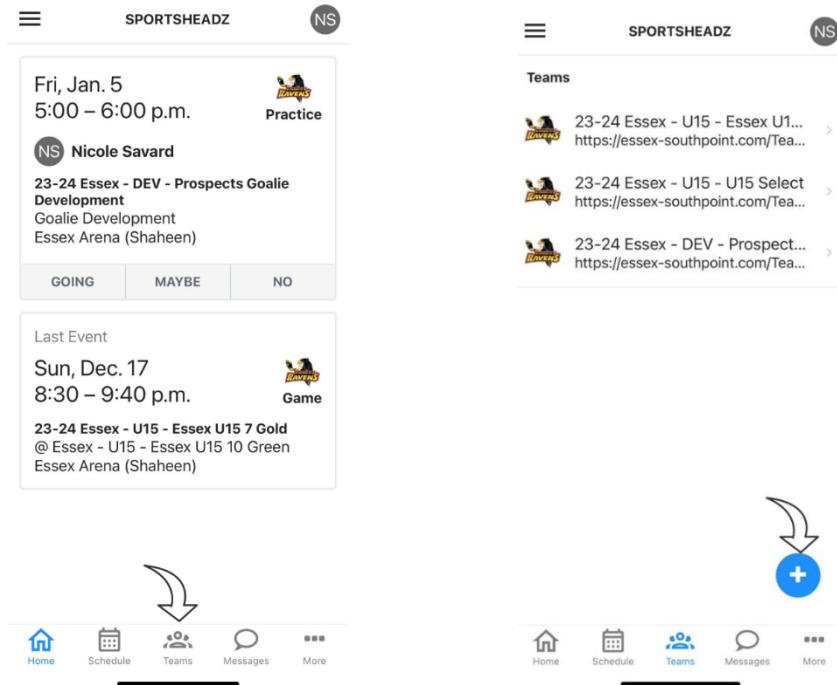 SPORTSHEADZ
NS
Fri, Jan. 5
5:00 – 6:00 p.m.
RAVENS
Practice
NS Nicole Savard
23-24 Essex - DEV - Prospects Goalie
Development
Goalie Development
Essex Arena (Shaheen)
GOING MAYBE NO
Last Event
Sun, Dec. 17
8:30 – 9:40 p.m.
RAVENS
Game
23-24 Essex - U15 - Essex U15 7 Gold
@ Essex - U15 - Essex U15 10 Green
Essex Arena (Shaheen)
Home Schedule Teams Messages More
SPORTSHEADZ
NS
Teams
RAVENS
23-24 Essex - U15 - Essex U1...
https://essex-southpoint.com/Tea...
RAVENS
23-24 Essex - U15 - U15 Select
https://essex-southpoint.com/Tea...
RAVENS
23-24 Essex - DEV - Prospect...
https://essex-southpoint.com/Tea...
+
Home Schedule Teams Messages More